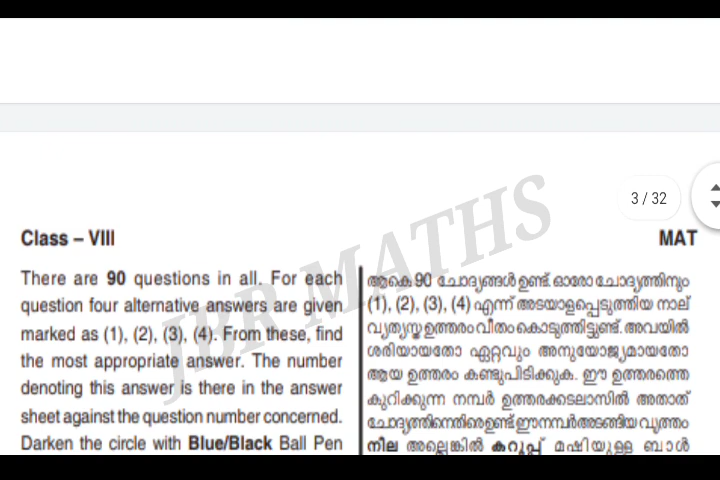 JBR MATHS
3 / 32
Class – VIII
MAT
There are 90 questions in all. For each
question four alternative answers are given
marked as (1), (2), (3), (4). From these, find
the most appropriate answer. The number
denoting this answer is there in the answer
sheet against the question number concerned.
Darken the circle with Blue/Black Ball Pen
ആകെ 90 ചോദ്യങ്ങൾ ഉണ്ട്. ഓരോ ചോദ്യത്തിനും
(1), (2), (3), (4) എന്ന് അടയാളപ്പെടുത്തിയ നാല്
വ്യത്യസ്ത ഉത്തരം വീതം കൊടുത്തിട്ടുണ്ട്. അവയിൽ
ശരിയായതോ ഏറ്റവും അനുയോജ്യമായതോ
ആയ ഉത്തരം കണ്ടുപിടിക്കുക. ഈ ഉത്തരത്തെ
കുറിക്കുന്ന നമ്പർ ഉത്തരക്കടലാസിൽ അതാത്
ചോദ്യത്തിനെതിരെ ഉണ്ട് ഈ നമ്പർ അടങ്ങിയ വൃത്തം
നീല അല്ലെങ്കിൽ കറുപ്പ് മഷിയുള്ള ബാൾ